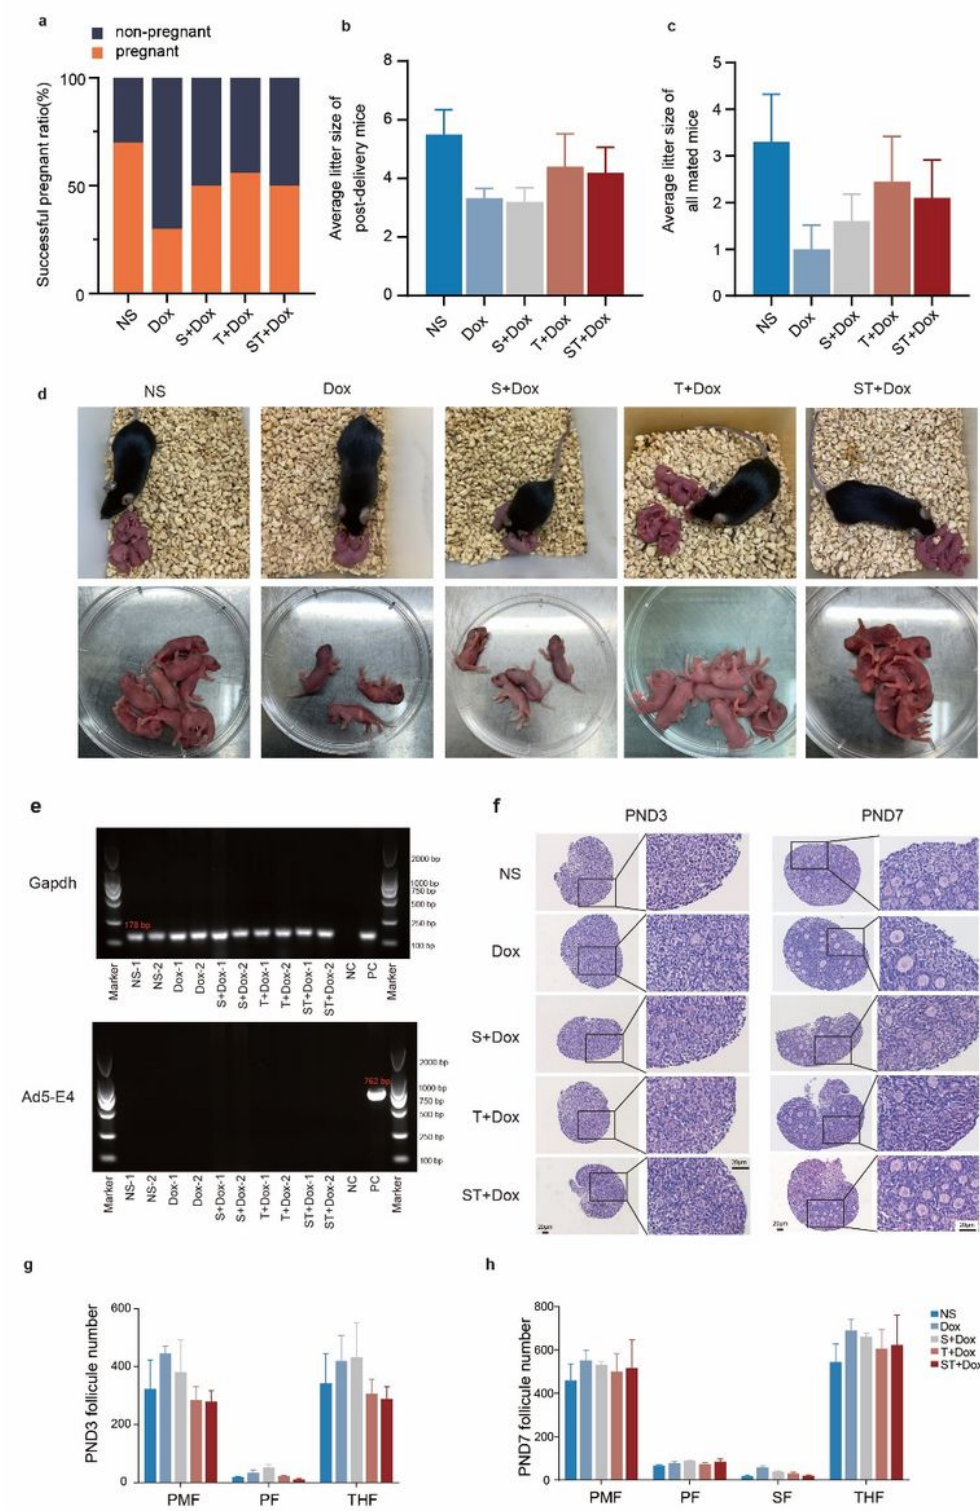 a
non-pregnant
pregnant
Successful pregnant ratio(%)
100
50
0
NS
Dox
S+Dox
T+Dox
ST+Dox
b
Average litter size of
post-delivery mice
8
6
4
2
0
NS
Dox
S+Dox
T+Dox
ST+Dox
c
Average litter size of
all mated mice
5
4
3
2
1
0
NS
Dox
S+Dox
T+Dox
ST+Dox
d
NS Dox S+Dox T+Dox ST+Dox
e
Gapdh
178 bp
2000 bp
1000 bp
750 bp
500 bp
250 bp
100 bp
Marker
NS-1
NS-2
Dox-1
Dox-2
S+Dox-1
S+Dox-2
T+Dox-1
T+Dox-2
ST+Dox-1
ST+Dox-2
NC
PC
Marker
Ad5-E4
762 bp
2000 bp
1000 bp
750 bp
500 bp
250 bp
100 bp
Marker
NS-1
NS-2
Dox-1
Dox-2
S+Dox-1
S+Dox-2
T+Dox-1
T+Dox-2
ST+Dox-1
ST+Dox-2
NC
PC
Marker
f
PND3 PND7
NS
Dox
S+Dox
T+Dox
ST+Dox
20μm
20μm
20μm
20μm
g
PND3 follicule number
600
400
200
0
PMF PF THF
h
PND7 follicule number
800
600
400
200
0
PMF PF SF THF
NS
Dox
S+Dox
T+Dox
ST+Dox